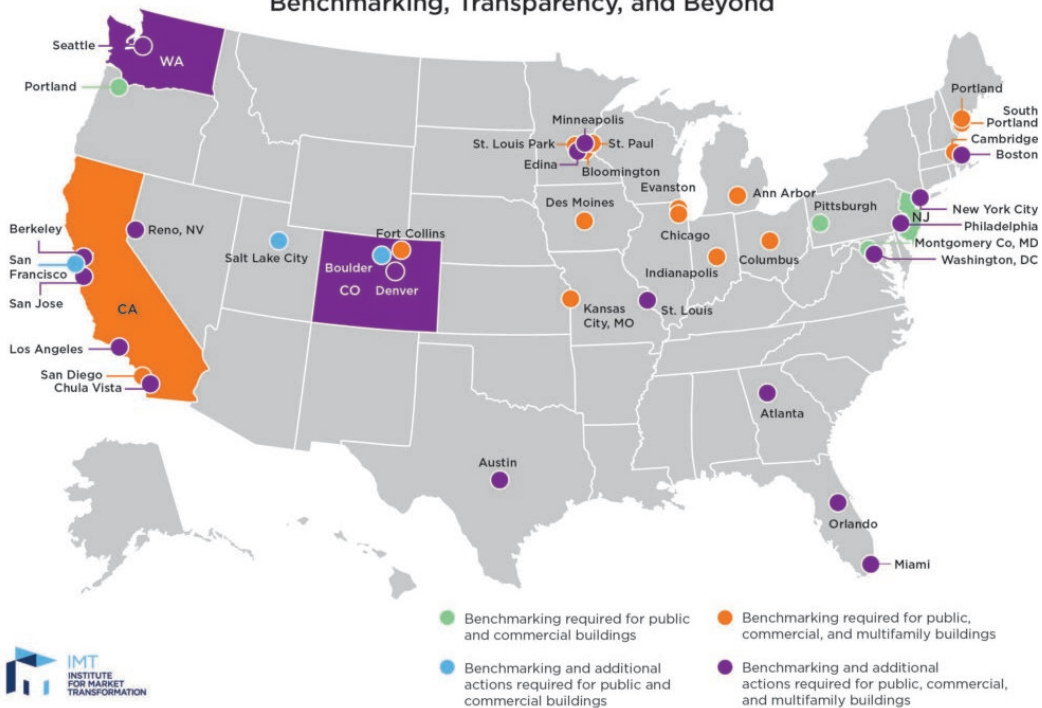 Benchmarking, Transparency, and Beyond
Seattle
WA
Portland
Berkeley
San
Francisco
San Jose
CA
Los Angeles
San Diego
Chula Vista
Reno, NV
Salt Lake City
Fort Collins
Boulder
CO
Denver
Minneapolis
St. Louis Park
St. Paul
Edina
Bloomington
Des Moines
Evanston
Chicago
Ann Arbor
Indianapolis
Columbus
Kansas
City, MO
St. Louis
Pittsburgh
Portland
South
Portland
Cambridge
Boston
NJ
New York City
Philadelphia
Montgomery Co, MD
Washington, DC
Atlanta
Austin
Orlando
Miami
Benchmarking required for public
and commercial buildings
Benchmarking and additional
actions required for public and
commercial buildings
Benchmarking required for public,
commercial, and multifamily buildings
Benchmarking and additional
actions required for public, commercial,
and multifamily buildings
IMT
INSTITUTE
FOR MARKET
TRANSFORMATION